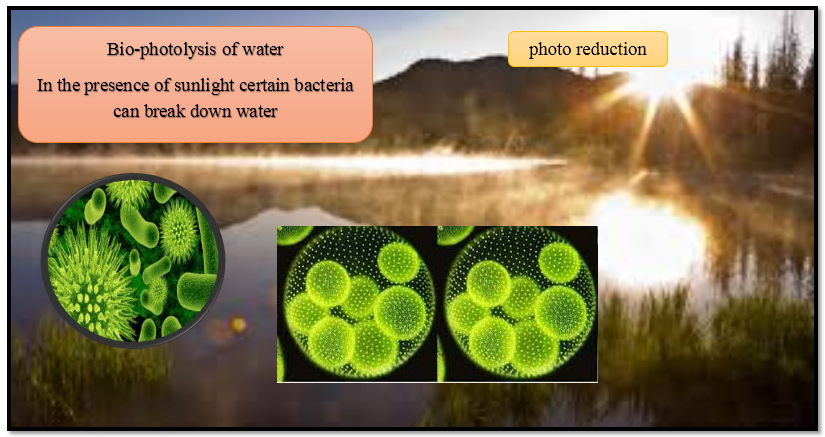 Bio-photolysis of water
In the presence of sunlight certain bacteria
can break down water
photo reduction